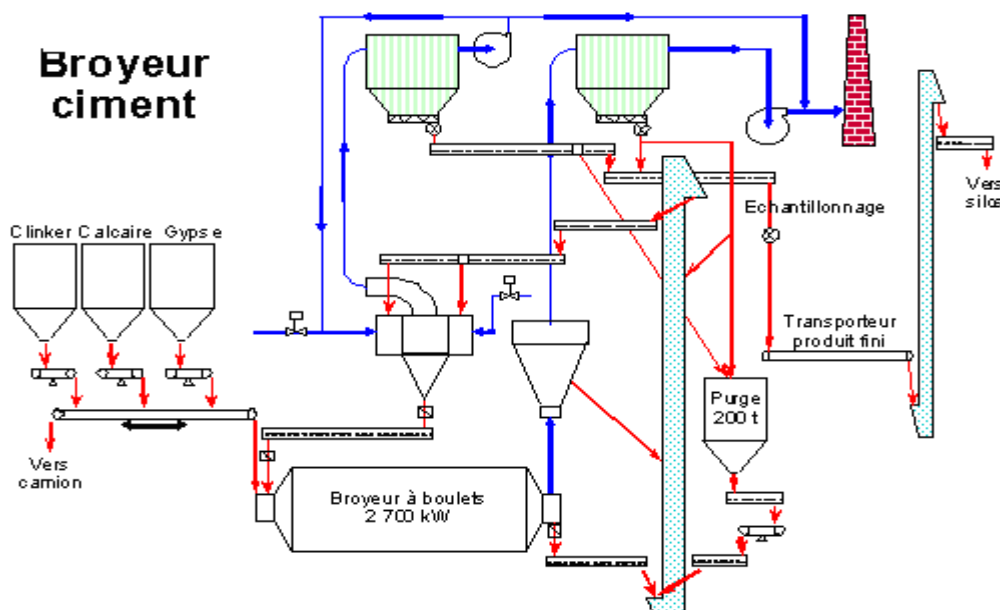 Broyeur
ciment
Clinker Calcaire Gypse
Vers
camion
Broyeur à boulets
2 700 kW
Echantillonnage
Transporteur
produit fini
Purge
200 t
Vers
silos